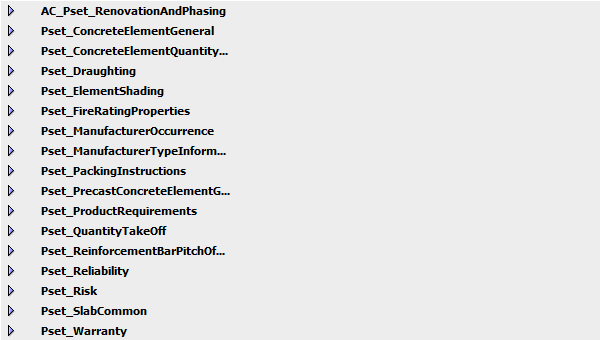 AC_Pset_RenovationAndPhasing
Pset_ConcreteElementGeneral
Pset_ConcreteElementQuantity...
Pset_Draughting
Pset_ElementShading
Pset_FireRatingProperties
Pset_ManufacturerOccurrence
Pset_ManufacturerTypeInform...
Pset_PackingInstructions
Pset_PrecastConcreteElementG...
Pset_ProductRequirements
Pset_QuantityTakeOff
Pset_ReinforcementBarPitchOf...
Pset_Reliability
Pset_Risk
Pset_SlabCommon
Pset_Warranty